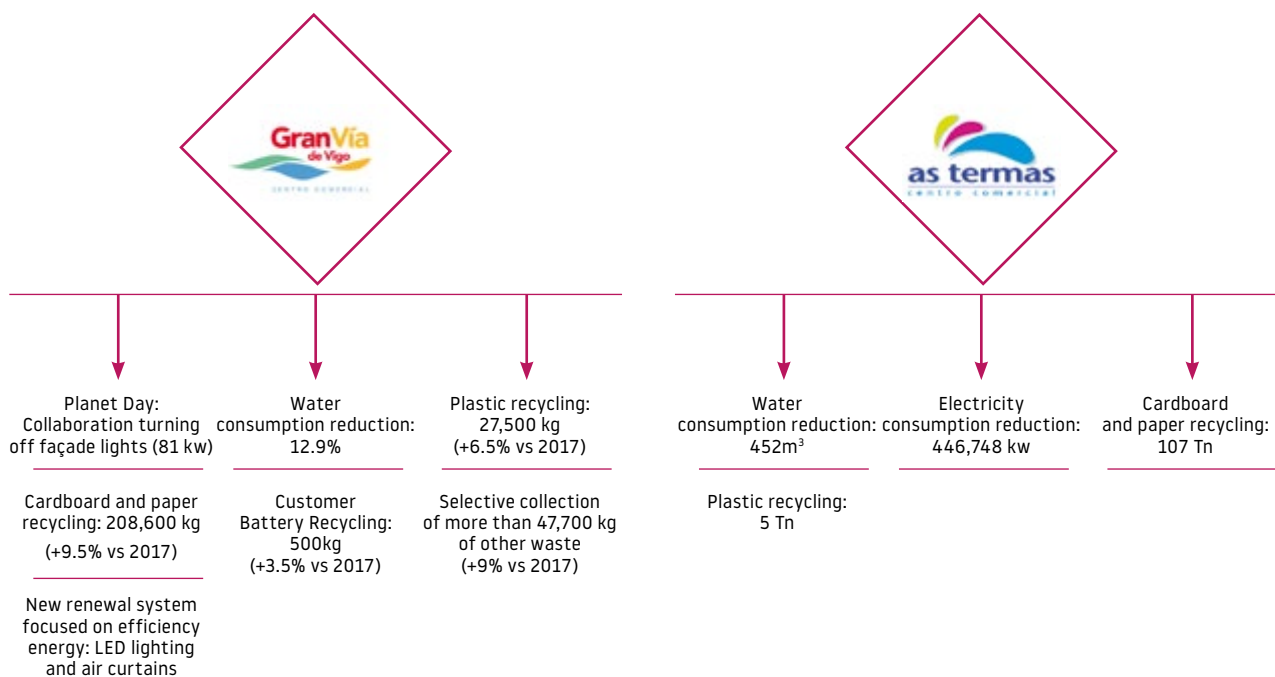 GranVía
de Vigo
CENTRO COMERCIAL
as termas
centro comercial
Planet Day:
Collaboration turning
off façade lights (81 kw)
Cardboard and paper
recycling: 208,600 kg
(+9.5% vs 2017)
New renewal system
focused on efficiency
energy: LED lighting
and air curtains
Water
consumption reduction:
12.9%
Customer
Battery Recycling:
500kg
(+3.5% vs 2017)
Plastic recycling:
27,500 kg
(+6.5% vs 2017)
Selective collection
of more than 47,700 kg
of other waste
(+9% vs 2017)
Water
consumption reduction:
452m³
Plastic recycling:
5 Tn
Electricity
consumption reduction:
446,748 kw
Cardboard
and paper recycling:
107 Tn